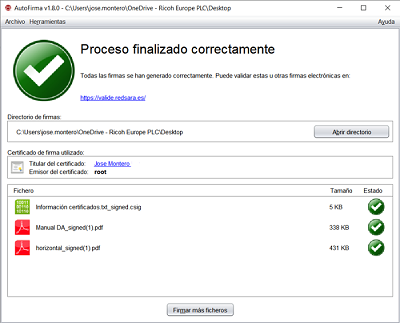 AutoFirma v1.8.0 - C:\Users\jose.montero\OneDrive - Ricoh Europe PLC\Desktop
Archivo Herramientas Ayuda
Proceso finalizado correctamente
Todas las firmas se han generado correctamente. Puede validar estas u otras firmas electrónicas en:
https://valide.redsara.es/
Directorio de firmas:
C:\Users\jose.montero\OneDrive - Ricoh Europe PLC\Desktop Abrir directorio
Certificado de firma utilizado:
Titular del certificado: Jose Montero
Emisor del certificado: root
Fichero Tamaño Estado
Información certificados.txt_signed.csig 5 KB
Manual DA_signed(1).pdf 338 KB
horizontal_signed(1).pdf 431 KB
Firmar más ficheros